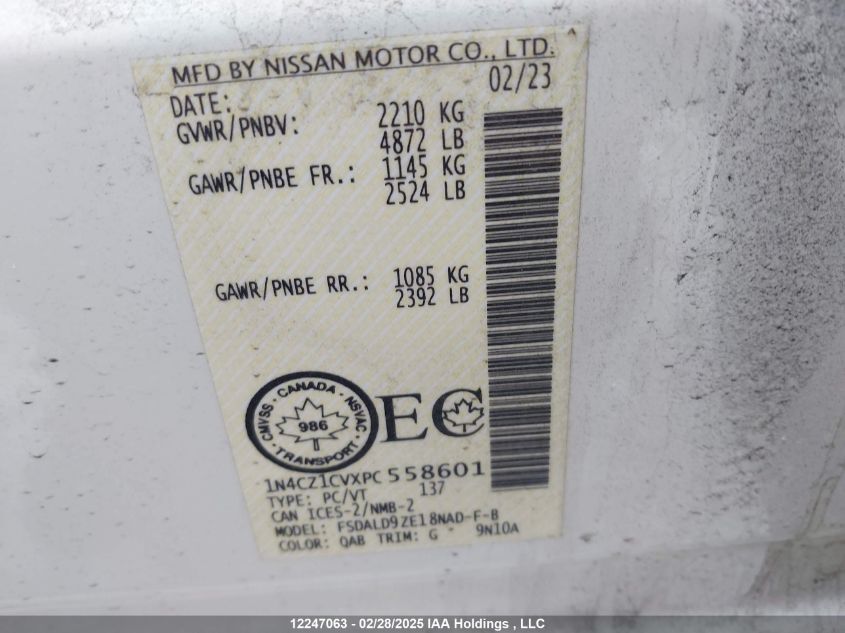 MFD BY NISSAN MOTOR CO., LTD.
DATE: 02/23
GVWR/PNBV: 2210 KG
4872 LB
GAWR/PNBE FR.: 1145 KG
2524 LB
GAWR/PNBE RR.: 1085 KG
2392 LB
CANADA
CMVSS · NSVAC
986
TRANSPORT
EC
1N4CZ1CVXPC558601
TYPE: PC/VT 137
CAN ICES-2/NMB-2
MODEL: FSDALD9ZE18NAD-F-B
COLOR: QAB TRIM: G 9N10A
12247063 - 02/28/2025 IAA Holdings , LLC